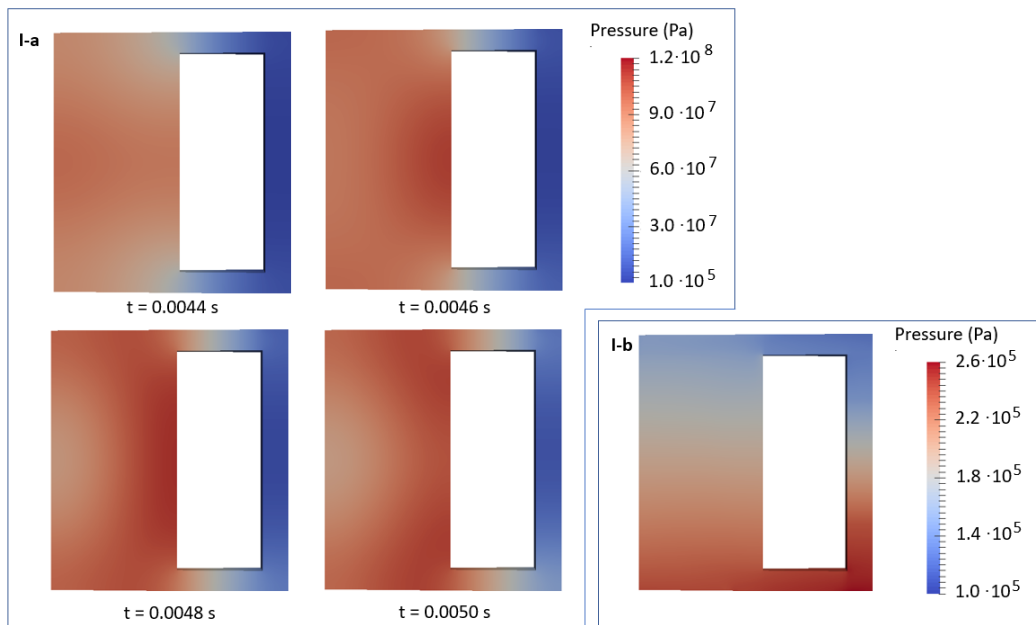 I-a
Pressure (Pa)
1.2·10⁸
9.0·10⁷
6.0·10⁷
3.0·10⁷
1.0·10⁵
t = 0.0044 s
t = 0.0046 s
t = 0.0048 s
t = 0.0050 s
I-b
Pressure (Pa)
2.6·10⁵
2.2·10⁵
1.8·10⁵
1.4·10⁵
1.0·10⁵